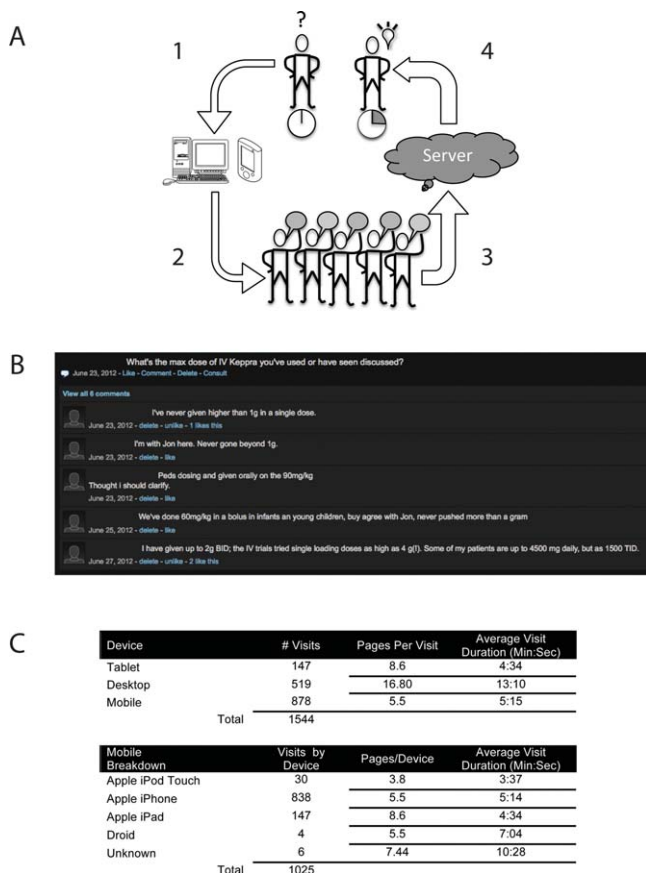 A
1
?
4
Server
2
3
B
What's the max dose of IV Keppra you've used or have seen discussed?
June 23, 2012 - Like - Comment - Delete - Consult
View all 6 comments
I've never given higher than 1g in a single dose.
June 23, 2012 - delete - unlike - 1 likes this
I'm with Jon here. Never gone beyond 1g.
June 23, 2012 - delete - like
Peds dosing and given orally on the 90mg/kg
Thought i should clarify.
June 23, 2012 - delete - like
We've done 60mg/kg in a bolus in infants an young children, buy agree with Jon, never pushed more than a gram
June 25, 2012 - delete - like
I have given up to 2g BID; the IV trials tried single loading doses as high as 4 g(!). Some of my patients are up to 4500 mg daily, but as 1500 TID.
June 27, 2012 - delete - unlike - 2 like this
C
Device # Visits Pages Per Visit Average Visit
Duration (Min:Sec)
Tablet 147 8.6 4:34
Desktop 519 16.80 13:10
Mobile 878 5.5 5:15
Total 1544
Mobile Visits by Pages/Device Average Visit
Breakdown Device Duration (Min:Sec)
Apple iPod Touch 30 3.8 3:37
Apple iPhone 838 5.5 5:14
Apple iPad 147 8.6 4:34
Droid 4 5.5 7:04
Unknown 6 7.44 10:28
Total 1025